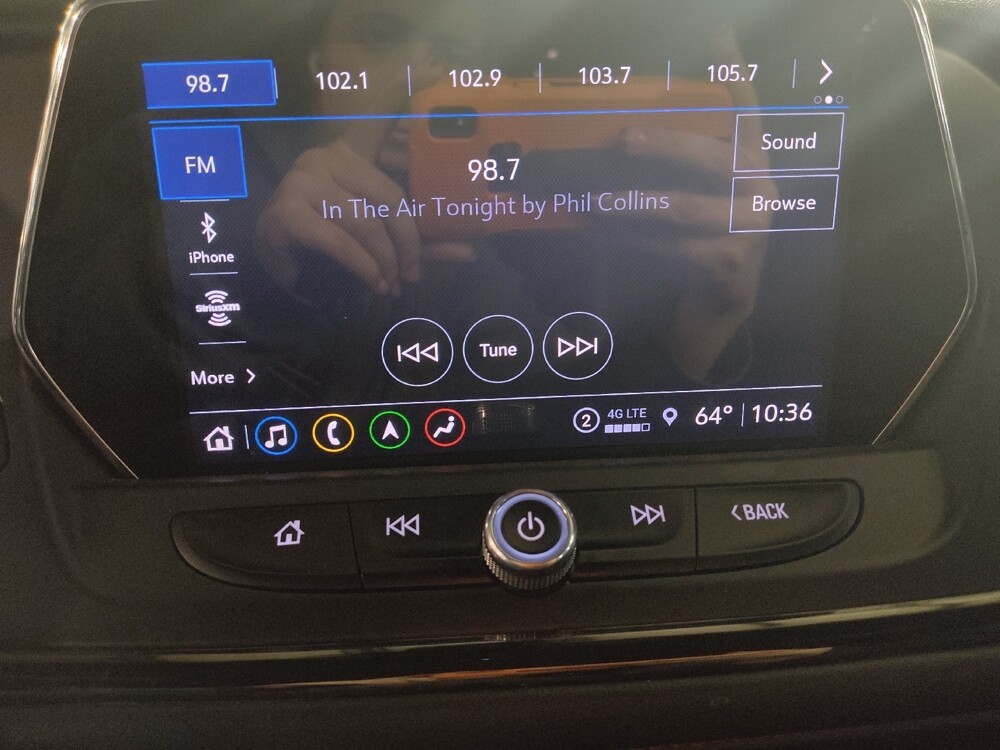 98.7 102.1 102.9 103.7 105.7
FM
98.7
Sound
In The Air Tonight by Phil Collins
Browse
iPhone
SiriusXM
Tune
More
2 4G LTE 64° 10:36
BACK